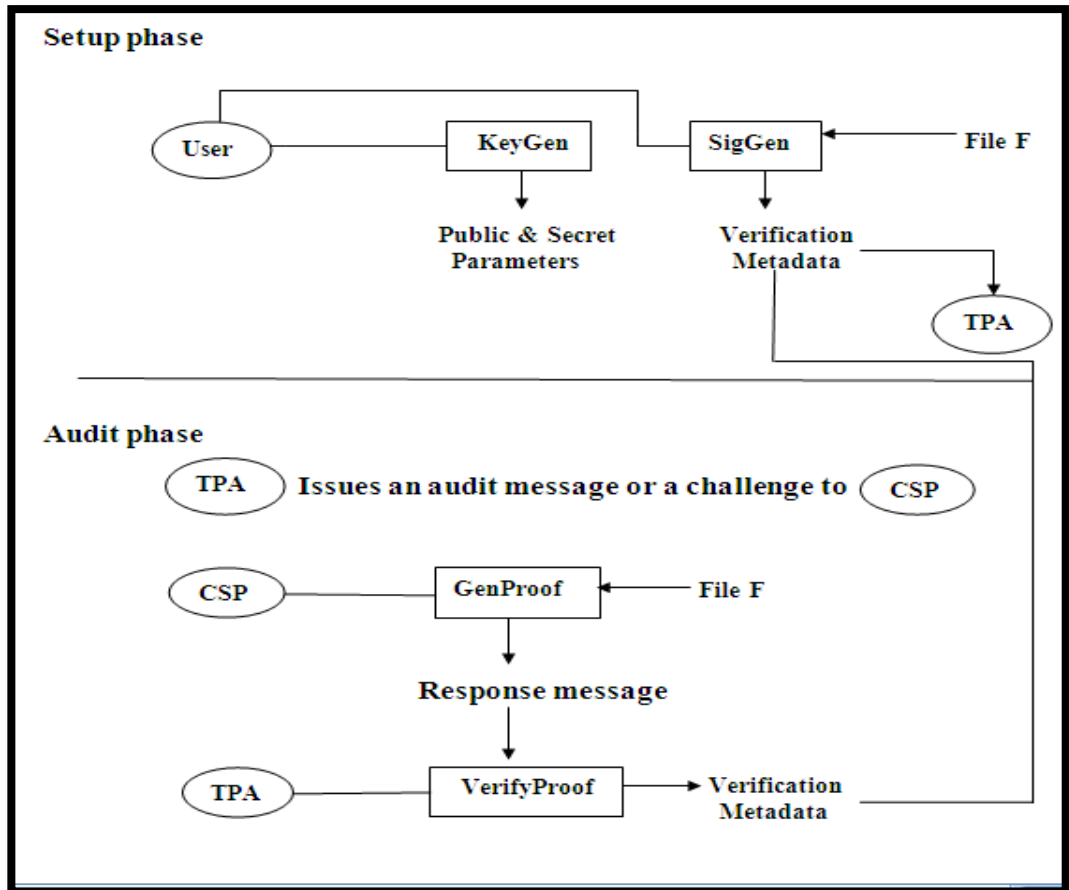 Setup phase
User
KeyGen
SigGen
File F
Public & Secret
Parameters
Verification
Metadata
TPA
Audit phase
TPA
Issues an audit message or a challenge to
CSP
CSP
GenProof
File F
Response message
TPA
VerifyProof
Verification
Metadata